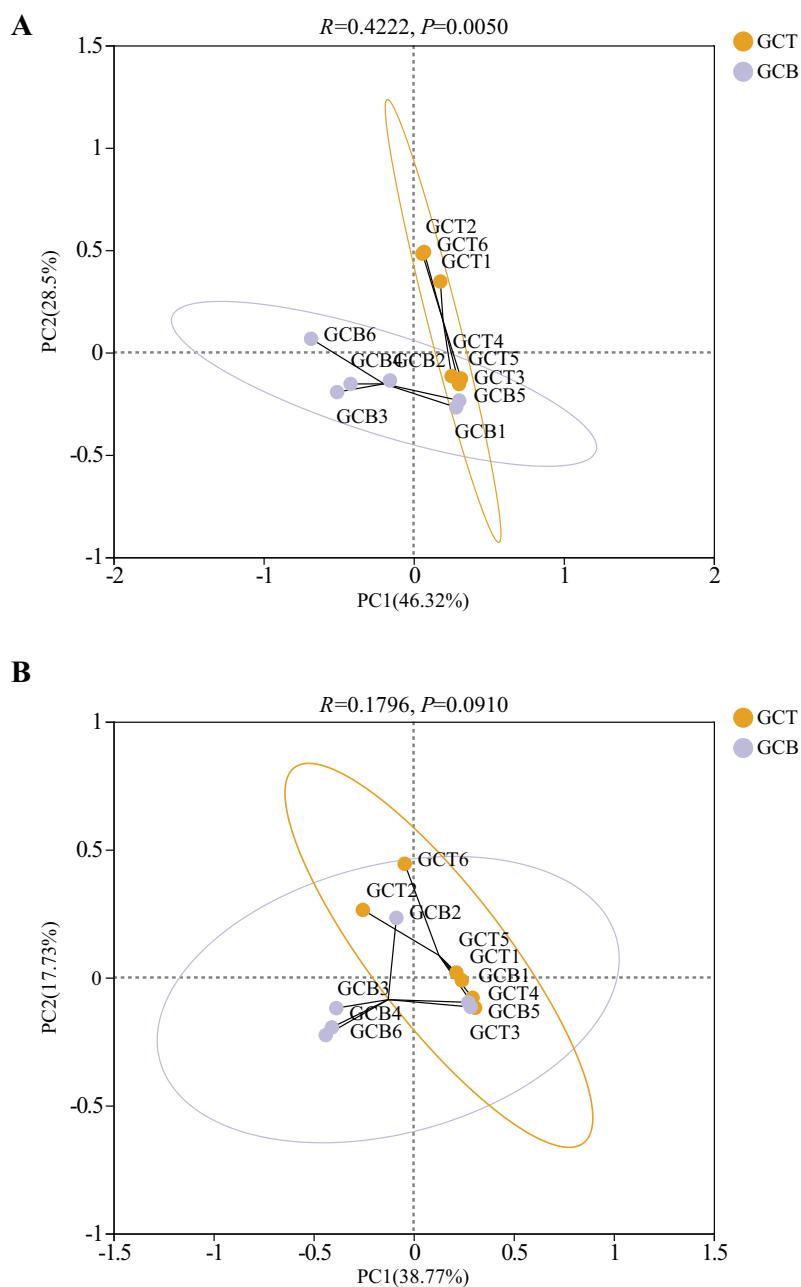 A
R=0.4222, P=0.0050
GCT
GCB
1.5
1
0.5
0
-0.5
-1
PC2(28.5%)
GCT2
GCT6
GCT1
GCB6
GCT4
GCB4
GCB2
GCT5
GCT3
GCB5
GCB3
GCB1
-2
-1
0
1
2
PC1(46.32%)
B
R=0.1796, P=0.0910
GCT
GCB
1
0.5
0
-0.5
-1
PC2(17.73%)
GCT6
GCT2
GCB2
GCT5
GCT1
GCB3
GCB1
GCT4
GCB4
GCB5
GCB6
GCT3
-1.5
-1
-0.5
0
0.5
1
1.5
PC1(38.77%)